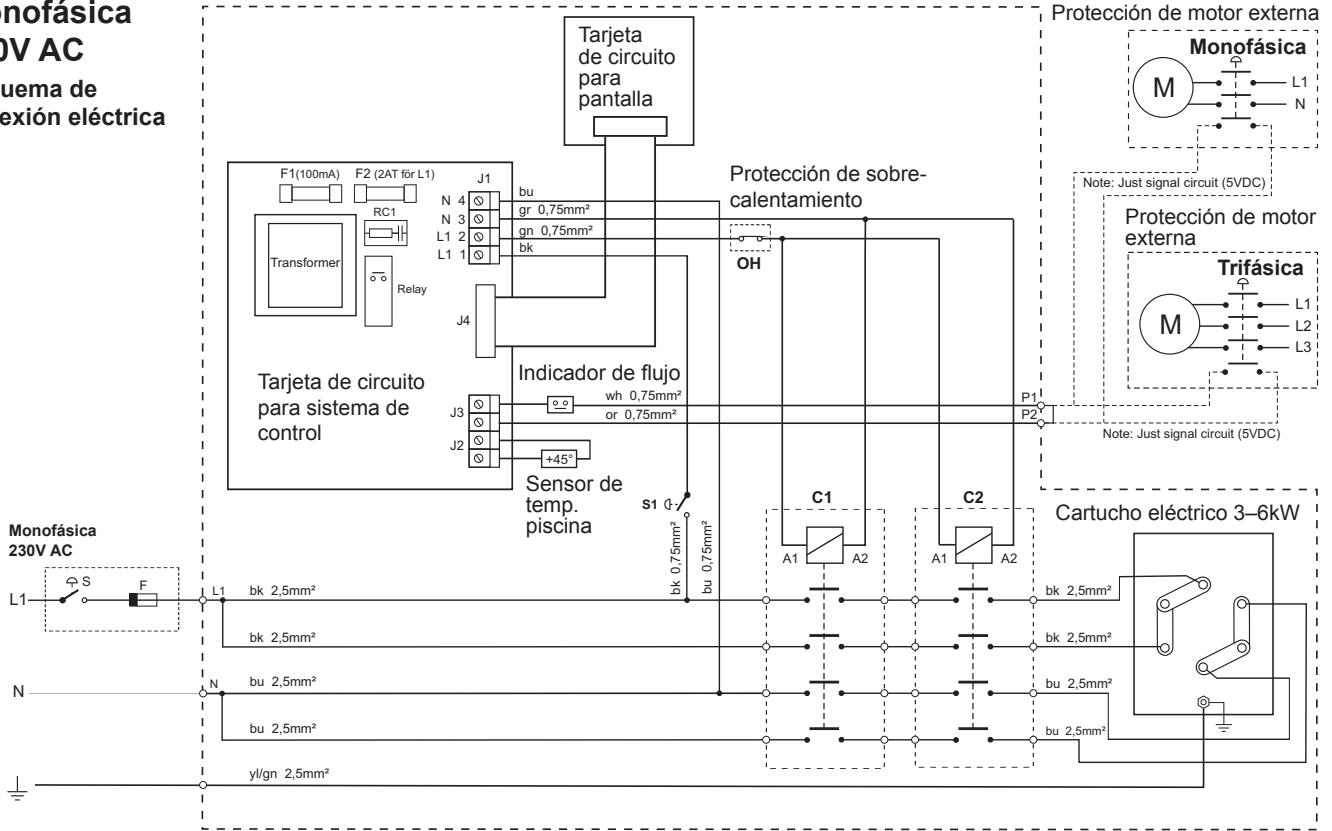 onofásica
0V AC
uema de
exión eléctrica
Tarjeta
de circuito
para
pantalla
Protección de motor externa
Monofásica
M
L1
N
Note: Just signal circuit (5VDC)
Protección de motor
externa
Trifásica
M
L1
L2
L3
Note: Just signal circuit (5VDC)
F1(100mA)
F2 (2AT för L1)
J1
RC1
N 4
N 3
L1 2
L1 1
bu
gr 0,75mm²
gn 0,75mm²
bk
Transformer
Relay
J4
Protección de sobre-
calentamiento
OH
Tarjeta de circuito
para sistema de
control
Indicador de flujo
J3
wh 0,75mm²
or 0,75mm²
P1
P2
J2
+45°
Sensor de
temp.
piscina
S1
bk 0,75mm²
bu 0,75mm²
C1
A1
A2
C2
A1
A2
Cartucho eléctrico 3–6kW
Monofásica
230V AC
S
F
L1
L1
bk 2,5mm²
bk 2,5mm²
bk 2,5mm²
bk 2,5mm²
N
N
bu 2,5mm²
bu 2,5mm²
bu 2,5mm²
bu 2,5mm²
yl/gn 2,5mm²